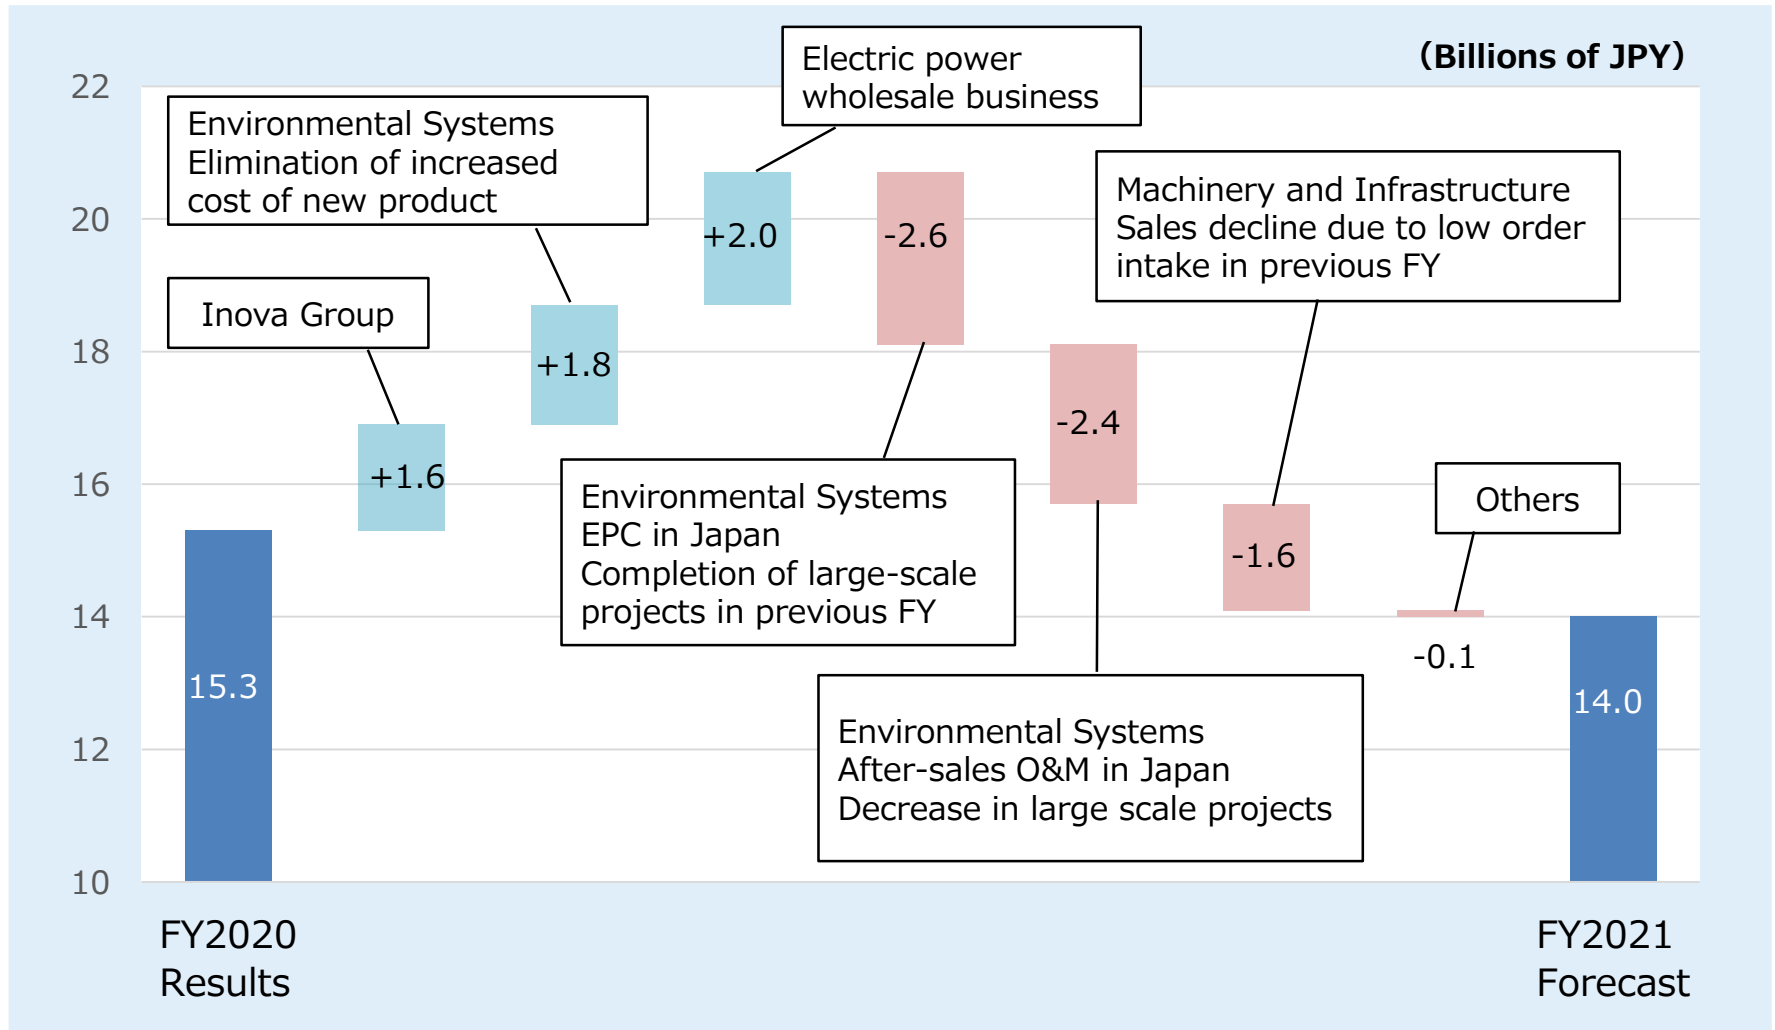 (Billions of JPY)
22
20
18
16
14
12
10
Electric power
wholesale business
Environmental Systems
Elimination of increased
cost of new product
Inova Group
Machinery and Infrastructure
Sales decline due to low order
intake in previous FY
+2.0
-2.6
+1.8
-2.4
+1.6
Environmental Systems
EPC in Japan
Completion of large-scale
projects in previous FY
Others
-1.6
-0.1
15.3
14.0
Environmental Systems
After-sales O&M in Japan
Decrease in large scale projects
FY2020
Results
FY2021
Forecast